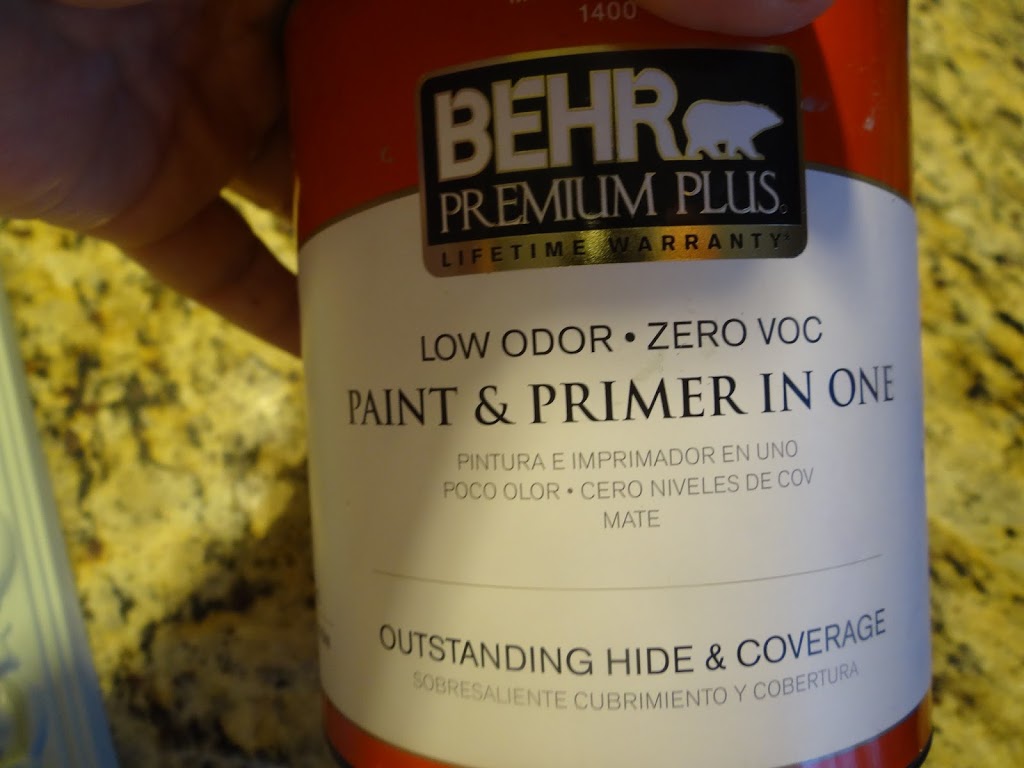 1400
BEHR
PREMIUM PLUS®
LIFETIME WARRANTY*
LOW ODOR • ZERO VOC
PAINT & PRIMER IN ONE
PINTURA E IMPRIMADOR EN UNO
POCO OLOR • CERO NIVELES DE COV
MATE
OUTSTANDING HIDE & COVERAGE
SOBRESALIENTE CUBRIMIENTO Y COBERTURA